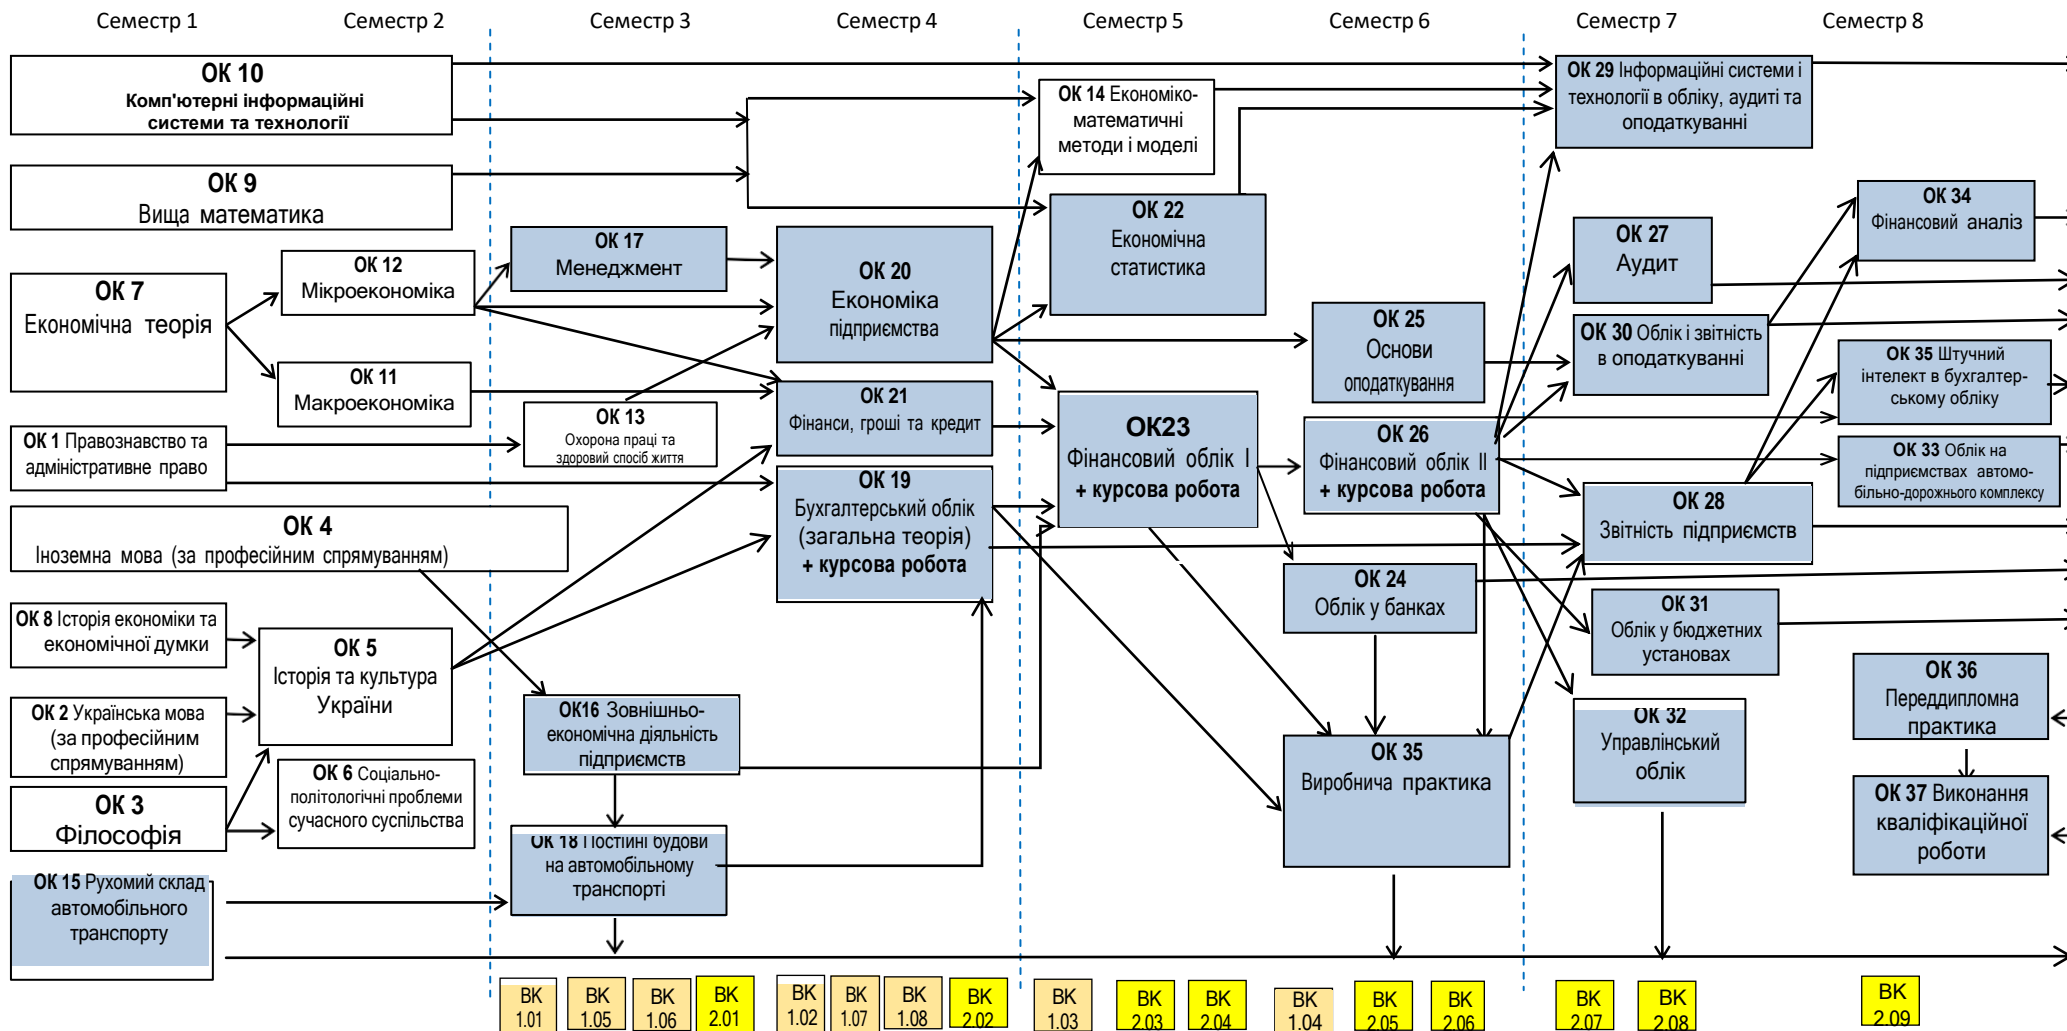 Семестр 1
Семестр 2
Семестр 3
Семестр 4
Семестр 5
Семестр 6
Семестр 7
Семестр 8
ОК 10
Комп'ютерні інформаційні
системи та технології
ОК 9
Вища математика
ОК 7
Економічна теорія
ОК 12
Мікроекономіка
ОК 11
Макроекономіка
ОК 1 Правознавство та
адміністративне право
ОК 4
Іноземна мова (за професійним спрямуванням)
ОК 8 Історія економіки та
економічної думки
ОК 2 Українська мова
(за професійним
спрямуванням)
ОК 3
Філософія
ОК 15 Рухомий склад
автомобільного
транспорту
ОК 5
Історія та культура
України
ОК 6 Соціально-
політологічні проблеми
сучасного суспільства
ОК 17
Менеджмент
ОК 13
Охорона праці та
здоровий спосіб життя
ОК16 Зовнішньо-
економічна діяльність
підприємств
ОК 18 Постійні будови
на автомобільному
транспорті
ОК 20
Економіка
підприємства
ОК 21
Фінанси, гроші та кредит
ОК 19
Бухгалтерський облік
(загальна теорія)
+ курсова робота
ОК 14 Економіко-
математичні
методи і моделі
ОК 22
Економічна
статистика
ОК23
Фінансовий облік І
+ курсова робота
ОК 25
Основи
оподаткування
ОК 26
Фінансовий облік ІІ
+ курсова робота
ОК 24
Облік у банках
ОК 35
Виробнича практика
ОК 29 Інформаційні системи і
технології в обліку, аудиті та
оподаткуванні
ОК 27
Аудит
ОК 30 Облік і звітність
в оподаткуванні
ОК 28
Звітність підприємств
ОК 31
Облік у бюджетних
установах
ОК 32
Управлінський
облік
ОК 34
Фінансовий аналіз
ОК 35 Штучний
інтелект в бухгалтер-
ському обліку
ОК 33 Облік на
підприємствах автомо-
більно-дорожнього комплексу
ОК 36
Переддипломна
практика
ОК 37 Виконання
кваліфікаційної
роботи
ВК
1.01
ВК
1.05
ВК
1.06
ВК
2.01
ВК
1.02
ВК
1.07
ВК
1.08
ВК
2.02
ВК
1.03
ВК
2.03
ВК
2.04
ВК
1.04
ВК
2.05
ВК
2.06
ВК
2.07
ВК
2.08
ВК
2.09